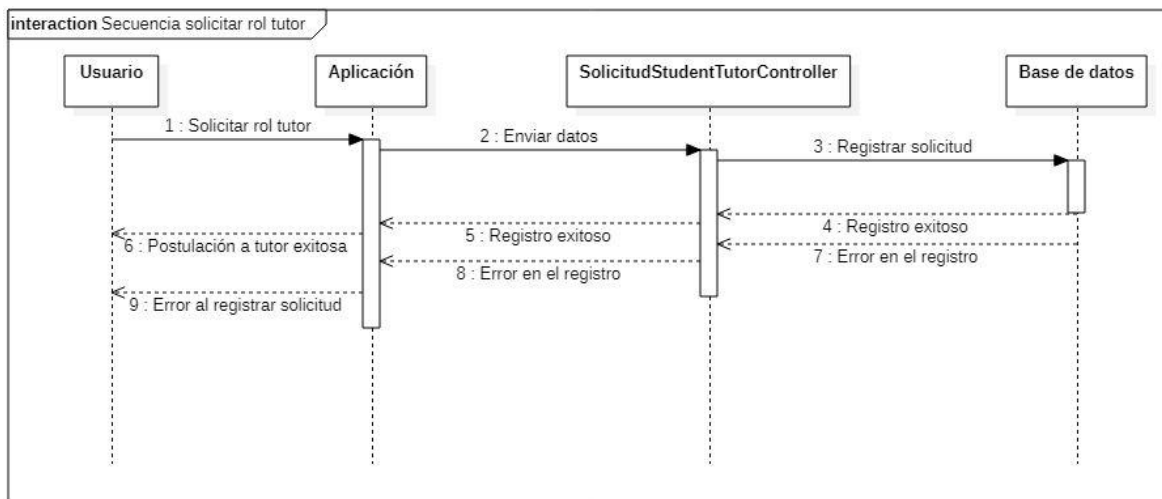 interaction Secuencia solicitar rol tutor
Usuario
Aplicación
SolicitudStudentTutorController
Base de datos
1 : Solicitar rol tutor
2 : Enviar datos
3 : Registrar solicitud
4 : Registro exitoso
5 : Registro exitoso
6 : Postulación a tutor exitosa
7 : Error en el registro
8 : Error en el registro
9 : Error al registrar solicitud